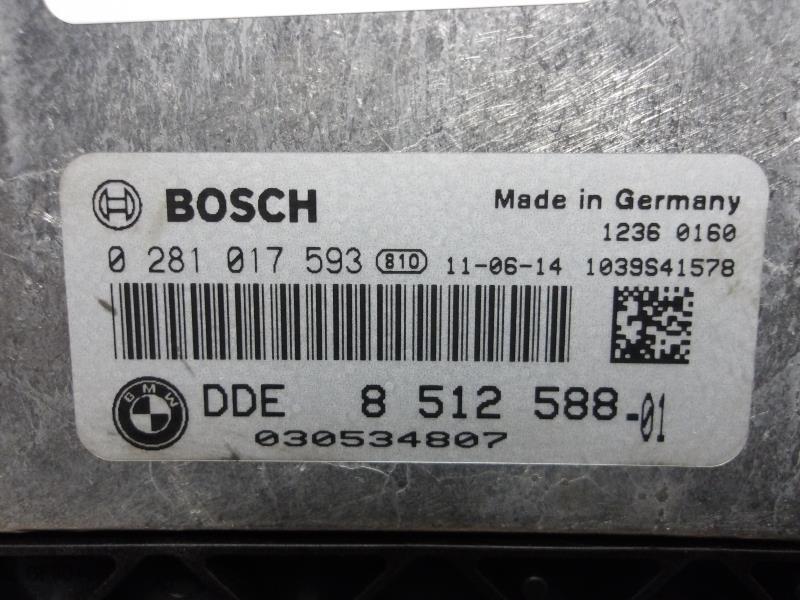 BOSCH Made in Germany
1236 0160
0 281 017 593 810 11-06-14 1039S41578
BMW DDE 8 512 588-01
030534807